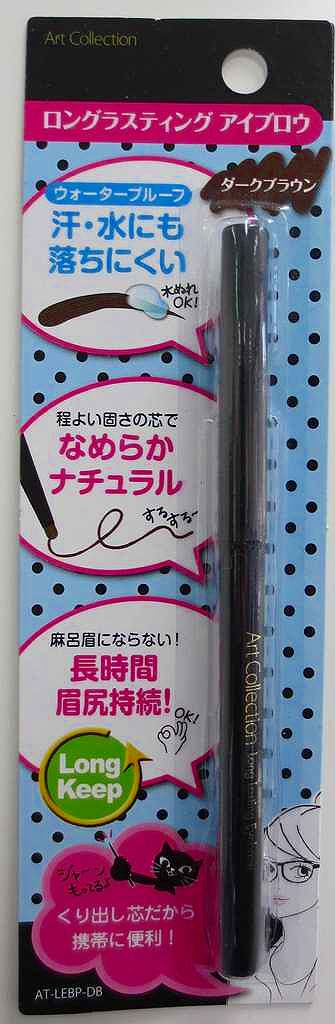 Art Collection
ロングラスティング アイブロウ
ダークブラウン
ウォータープルーフ
汗・水にも
落ちにくい
水ぬれ
OK!
程よい固さの芯で
なめらか
ナチュラル
するする~
麻呂眉にならない!
長時間
眉尻持続!
OK!
Long
Keep
Art Collection
ジャーン
もってるよ
くり出し芯だから
携帯に便利!
AT-LEBP-DB